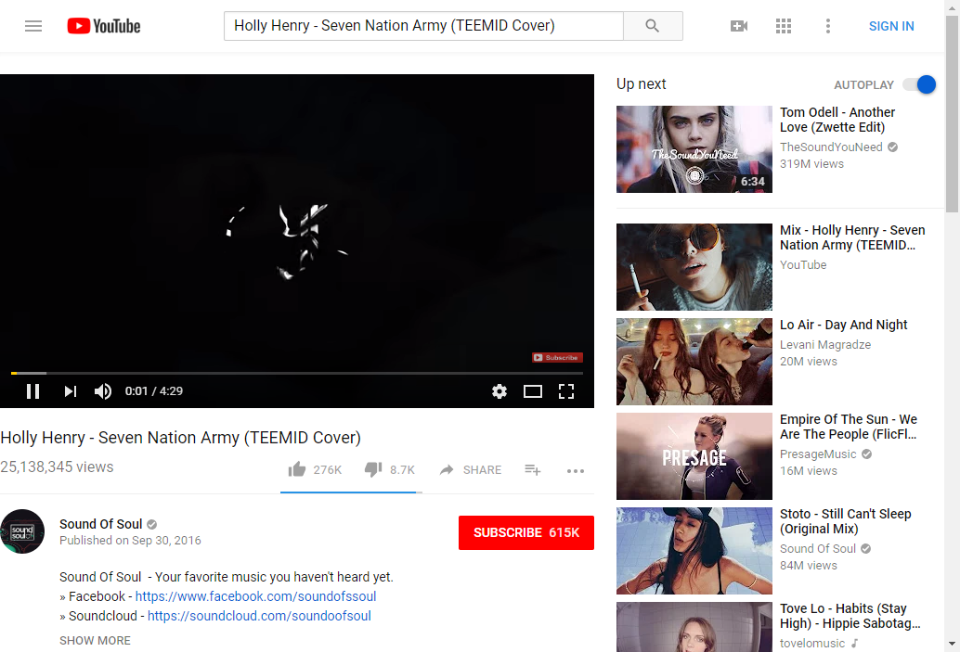 YouTube
Holly Henry - Seven Nation Army (TEEMID Cover)
SIGN IN
Subscribe
0:01 / 4:29
Holly Henry - Seven Nation Army (TEEMID Cover)
25,138,345 views
276K
8.7K
SHARE
sound
soul
Sound Of Soul
Published on Sep 30, 2016
SUBSCRIBE 615K
Sound Of Soul - Your favorite music you haven't heard yet.
» Facebook - https://www.facebook.com/soundofssoul
» Soundcloud - https://soundcloud.com/soundoofsoul
SHOW MORE
Up next
AUTOPLAY
TheSoundYouNeed
6:34
Tom Odell - Another
Love (Zwette Edit)
TheSoundYouNeed
319M views
Mix - Holly Henry - Seven
Nation Army (TEEMID...
YouTube
Lo Air - Day And Night
Levani Magradze
20M views
PRESAGE
Empire Of The Sun - We
Are The People (FlicFl...
PresageMusic
16M views
Stoto - Still Can't Sleep
(Original Mix)
Sound Of Soul
84M views
Tove Lo - Habits (Stay
High) - Hippie Sabotag...
tovelomusic